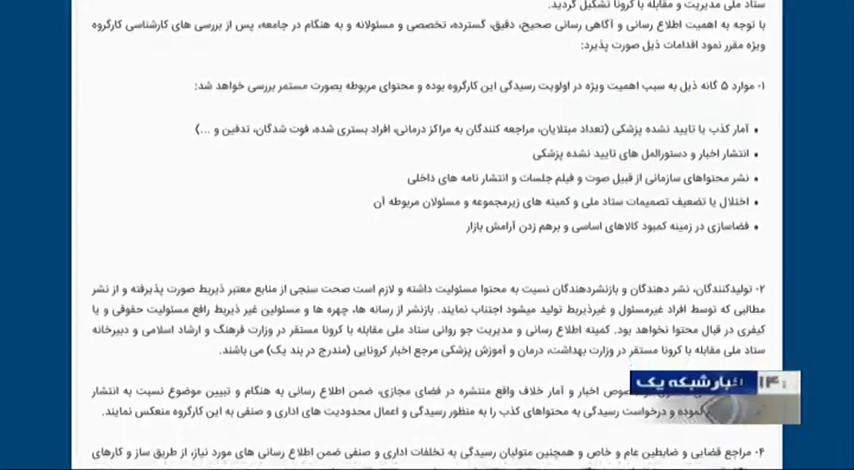 ستاد ملی مدیریت و مقابله با کرونا تشکیل گردید.
با توجه به اهمیت اطلاع رسانی و آگاهی رسانی صحیح، دقیق، گسترده، تخصصی و مسئولانه و به هنگام در جامعه، پس از بررسی های کارشناسی کارگروه
ویژه مقرر نمود اقدامات ذیل صورت پذیرد:
۱- موارد ۵ گانه ذیل به سبب اهمیت ویژه در اولویت رسیدگی این کارگروه بوده و محتوای مربوطه بصورت مستمر بررسی خواهد شد:
• آمار کذب یا تایید نشده پزشکی (تعداد مبتلایان، مراجعه کنندگان به مراکز درمانی، افراد بستری شده، فوت شدگان، تدفین و ...)
• انتشار اخبار و دستورالمل های تایید نشده پزشکی
• نشر محتواهای سازمانی از قبیل صوت و فیلم جلسات و انتشار نامه های داخلی
• اختلال یا تضعیف تصمیمات ستاد ملی و کمیته های زیرمجموعه و مسئولان مربوطه آن
• فضاسازی در زمینه کمبود کالاهای اساسی و برهم زدن آرامش بازار
۲- تولیدکنندگان، نشر دهندگان و بازنشردهندگان نسبت به محتوا مسئولیت داشته و لازم است صحت سنجی از منابع معتبر ذیربط صورت پذیرفته و از نشر
مطالبی که توسط افراد غیرمسئول و غیرذیربط تولید میشود اجتناب نمایند. بازنشر از رسانه ها، چهره ها و مسئولین غیر ذیربط رافع مسئولیت حقوقی و یا
کیفری در قبال محتوا نخواهد بود. کمیته اطلاع رسانی و مدیریت جو روانی ستاد ملی مقابله با کرونا مستقر در وزارت فرهنگ و ارشاد اسلامی و دبیرخانه
ستاد ملی مقابله با کرونا مستقر در وزارت بهداشت، درمان و آموزش پزشکی مرجع اخبار کرونایی (مندرج در بند یک) می باشند.
اخبار شبکه یک
اخبار و آمار خلاف واقع منتشره در فضای مجازی، ضمن اطلاع رسانی به هنگام و تبیین موضوع نسبت به انتشار
نموده و درخواست رسیدگی به محتواهای کذب را به منظور رسیدگی و اعمال محدودیت های اداری و صنفی به این کارگروه منعکس نمایند.
۴- مراجع قضایی و ضابطین عام و خاص و همچنین متولیان رسیدگی به تخلفات اداری و صنفی ضمن اطلاع رسانی های مورد نیاز، از طریق ساز و کارهای